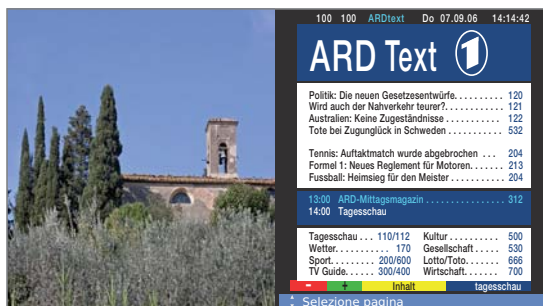 100 100 ARDtext Do 07.09.06 14:14:42
ARD Text 1
Politik: Die neuen Gesetzesentwürfe.......... 120
Wird auch der Nahverkehr teurer?............ 121
Australien: Keine Zugeständnisse ............ 122
Tote bei Zugunglück in Schweden ........... 532
Tennis: Auftaktmatch wurde abgebrochen ... 204
Formel 1: Neues Reglement für Motoren....... 213
Fussball: Heimsieg für den Meister ........... 204
13:00 ARD-Mittagsmagazin ................ 312
14:00 Tagesschau
Tagesschau ... 110/112 Kultur .......... 500
Wetter........... 170 Gesellschaft ..... 530
Sport......... 200/600 Lotto/Toto...... 666
TV Guide...... 300/400 Wirtschaft....... 700
- + Inhalt tagesschau
Selezione pagina